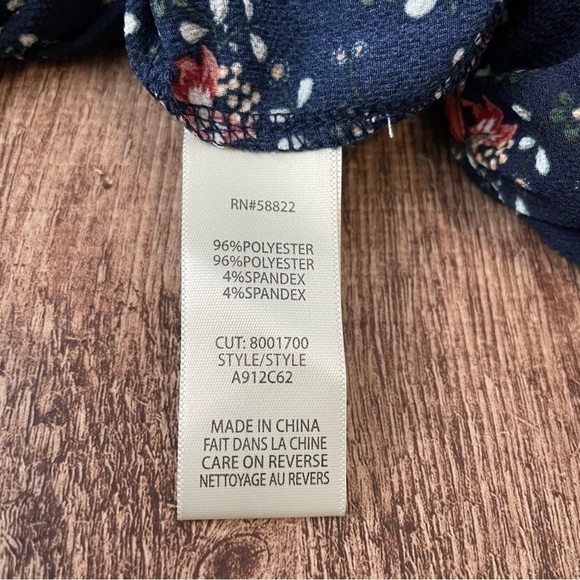 RN#58822
96%POLYESTER
96%POLYESTER
4%SPANDEX
4%SPANDEX
CUT: 8001700
STYLE/STYLE
A912C62
MADE IN CHINA
FAIT DANS LA CHINE
CARE ON REVERSE
NETTOYAGE AU REVERS